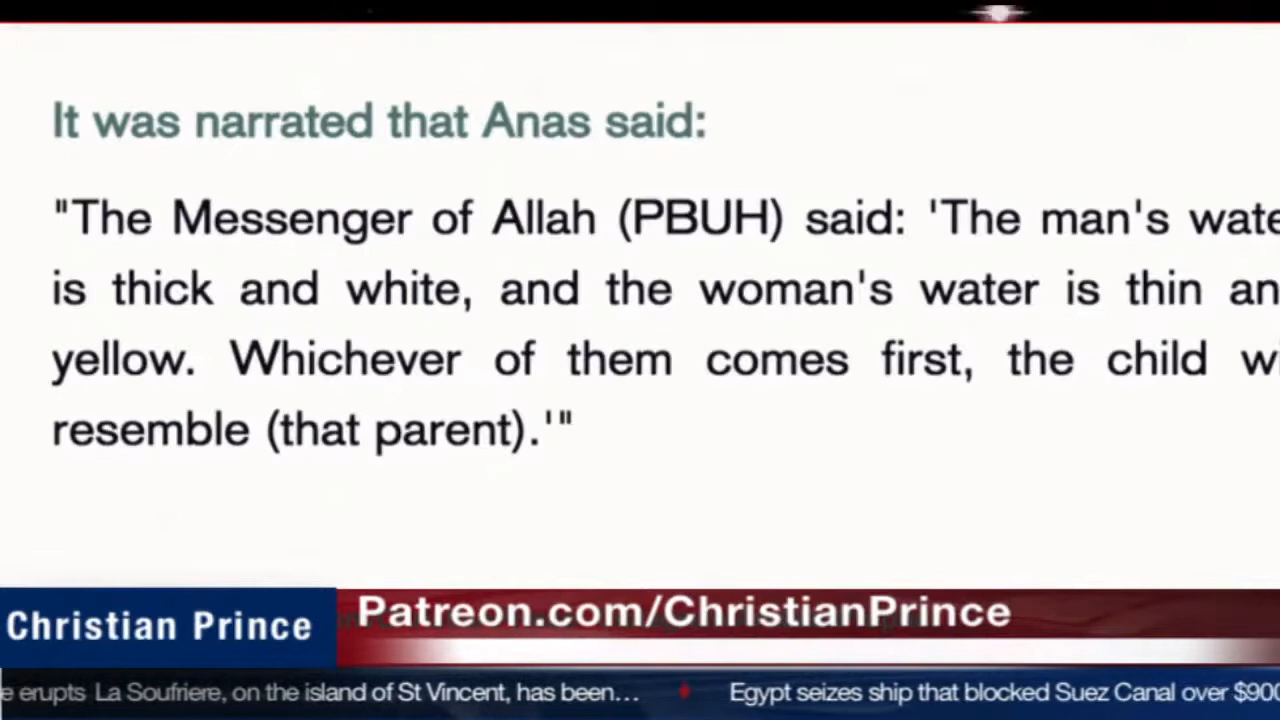 It was narrated that Anas said:
"The Messenger of Allah (PBUH) said: 'The man's wate
is thick and white, and the woman's water is thin an
yellow. Whichever of them comes first, the child wi
resemble (that parent).'"
Christian Prince
Patreon.com/ChristianPrince
e erupts La Soufriere, on the island of St Vincent, has been… ♦ Egypt seizes ship that blocked Suez Canal over $900